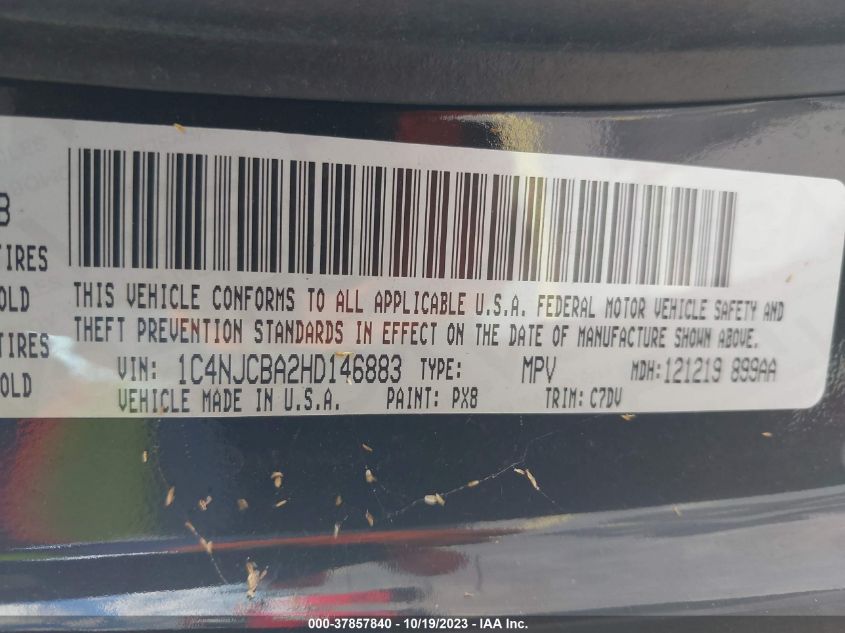 B
TIRES
OLD
TIRES
OLD
THIS VEHICLE CONFORMS TO ALL APPLICABLE U.S.A. FEDERAL MOTOR VEHICLE SAFETY AND
THEFT PREVENTION STANDARDS IN EFFECT ON THE DATE OF MANUFACTURE SHOWN ABOVE.
VIN: 1C4NJCBA2HD146883 TYPE: MPV MDH: 121219 899AA
VEHICLE MADE IN U.S.A. PAINT: PX8 TRIM: C7DV
000-37857840 - 10/19/2023 - IAA Inc.